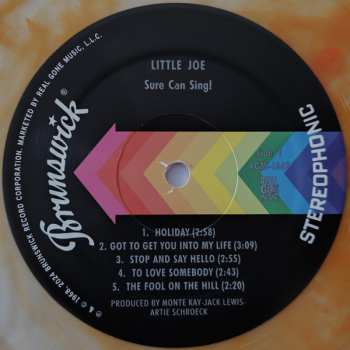 LITTLE JOE
Sure Can Sing!
Brunswick®
STEREOPHONIC
1. HOLIDAY (2:58)
2. GOT TO GET YOU INTO MY LIFE (3:09)
3. STOP AND SAY HELLO (2:55)
4. TO LOVE SOMEBODY (2:43)
5. THE FOOL ON THE HILL (2:20)
PRODUCED BY MONTE KAY-JACK LEWIS-
ARTIE SCHROECK
℗ & © 1968, 2024 BRUNSWICK RECORD CORPORATION. MARKETED BY REAL GONE MUSIC, L.L.C.